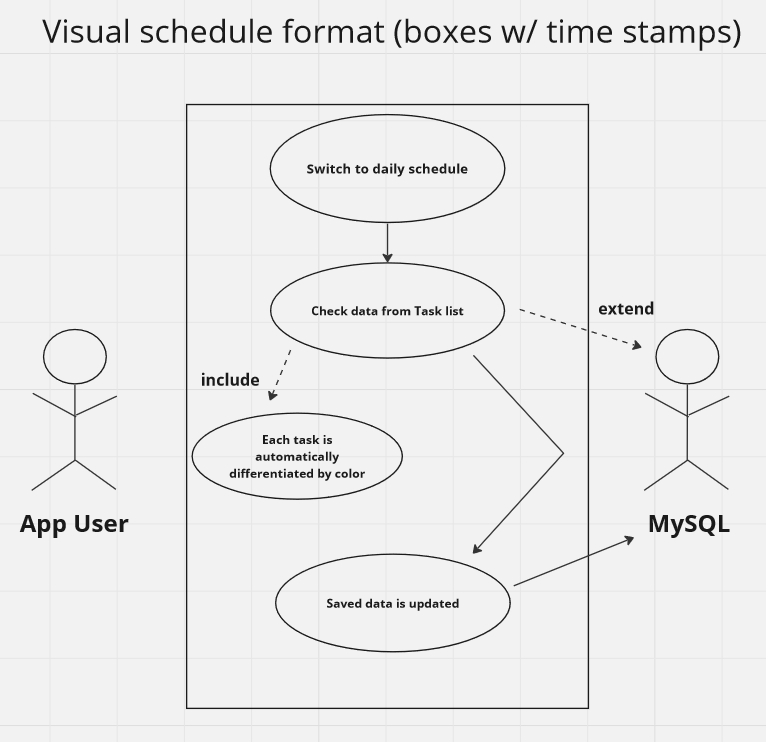 Visual schedule format (boxes w/ time stamps)
Switch to daily schedule
Check data from Task list
extend
include
Each task is
automatically
differentiated by color
App User
MySQL
Saved data is updated